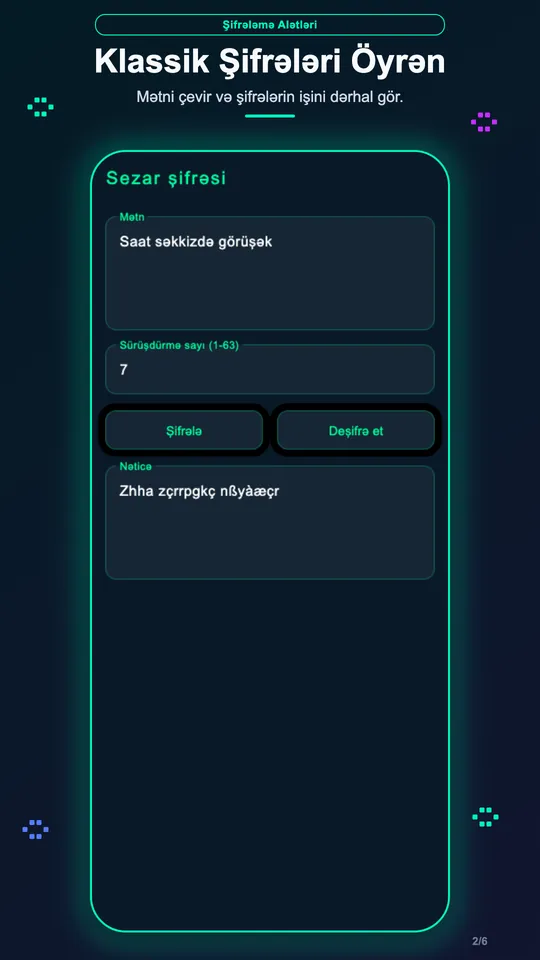 Şifrələmə Alətləri
Klassik Şifrələri Öyrən
Mətni çevir və şifrələrin işini dərhal gör.
Sezar şifrəsi
Mətn
Saat səkkizdə görüşək
Sürüşdürmə sayı (1-63)
7
Şifrələ
Deşifrə et
Nəticə
Zhha zçrrpgkç nßyàæçr
2/6